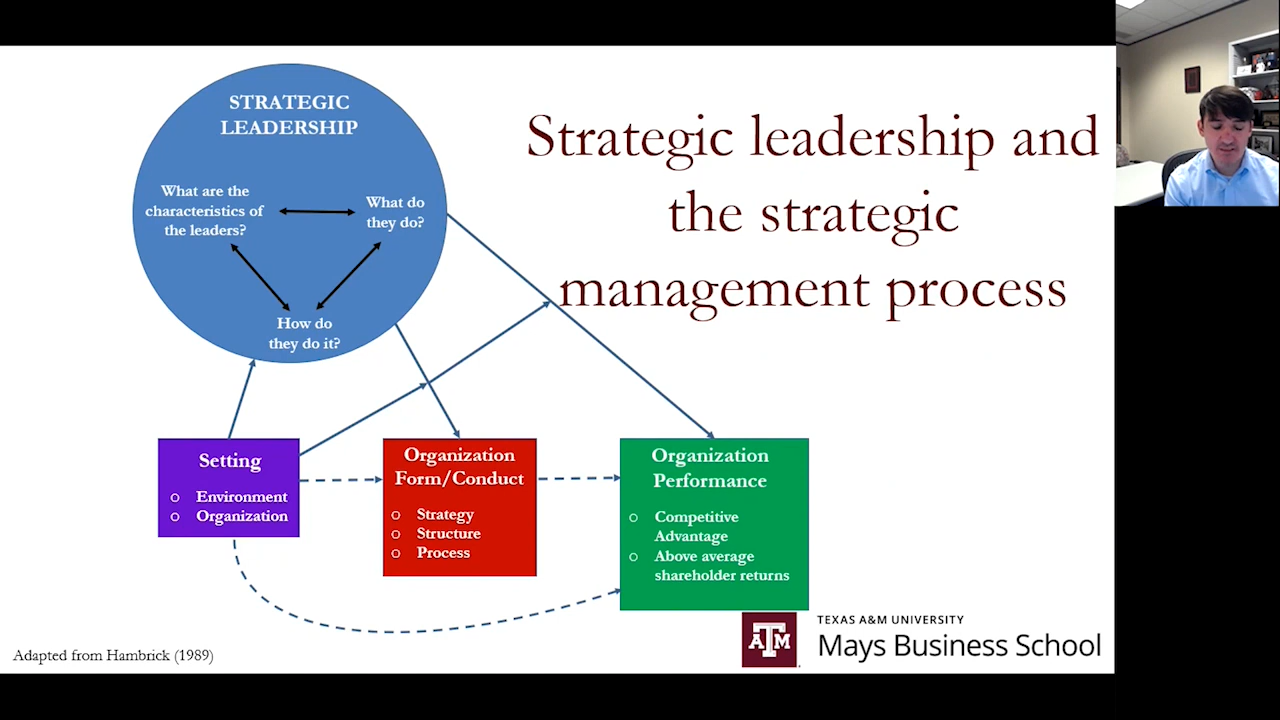 STRATEGIC
LEADERSHIP
What are the
characteristics of
the leaders?
What do
they do?
How do
they do it?
Strategic leadership and
the strategic
management process
Setting
o Environment
o Organization
Organization
Form/Conduct
o Strategy
o Structure
o Process
Organization
Performance
o Competitive
Advantage
o Above average
shareholder returns
Adapted from Hambrick (1989)
ATM
TEXAS A&M UNIVERSITY
Mays Business School